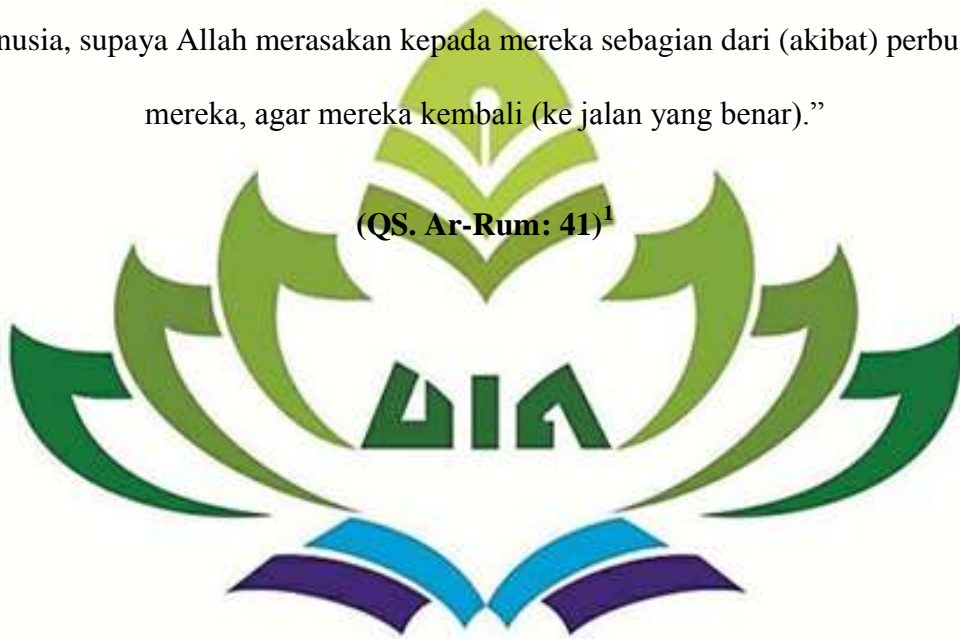 nusia, supaya Allah merasakan kepada mereka sebagian dari (akibat) perbu
mereka, agar mereka kembali (ke jalan yang benar).”
(QS. Ar-Rum: 41)1
UIN